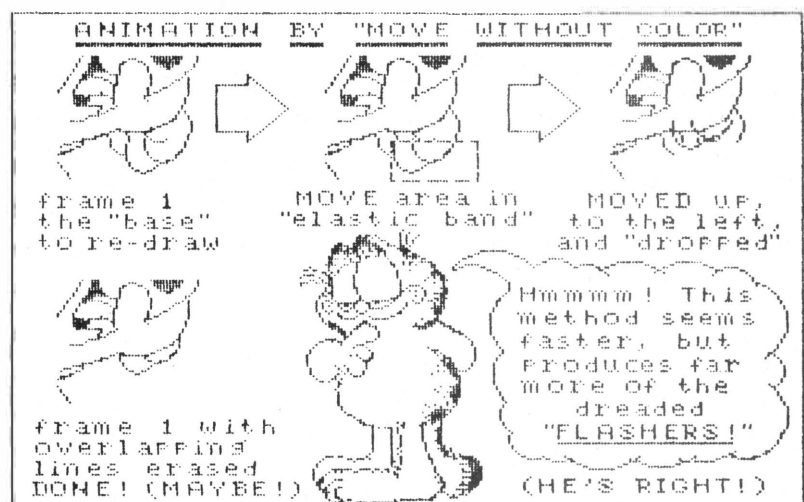 ANIMATION BY "MOVE WITHOUT COLOR"
frame 1
the "base"
to re-draw
MOVE area in
"elastic band"
MOVED up,
to the left,
and "dropped"
Hmmmm! This
method seems
faster, but
produces far
more of the
dreaded
"FLASHERS!"
frame 1 with
overlapping
lines erased
DONE! (MAYBE!)
(HE'S RIGHT!)